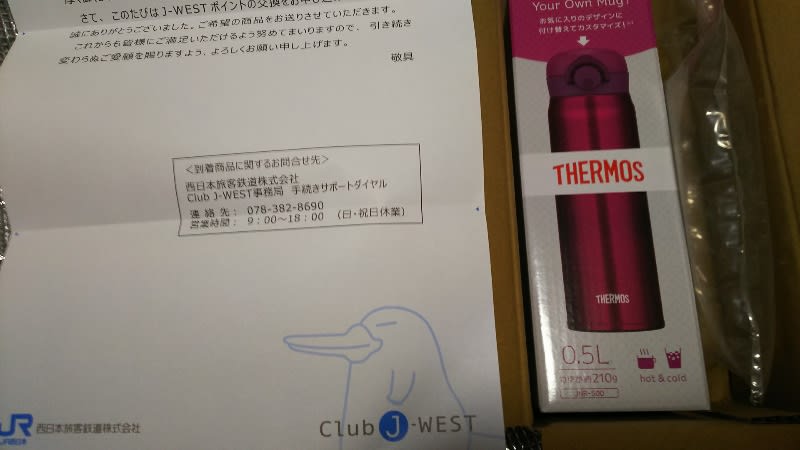 さて、このたびは J-WEST ポイントの交換をお申し込み
誠にありがとうございました。ご希望の商品をお送りさせていただきます。
これからも皆様にご満足いただけるよう努めてまいりますので、引き続き
変わらぬご愛顧を賜りますよう、よろしくお願い申し上げます。
敬具
<到着商品に関するお問合せ先>
西日本旅客鉄道株式会社
Club J-WEST事務局 手続きサポートダイヤル
連絡先： 078-382-8690
営業時間： 9：00～18：00 （日・祝日休業）
JR西日本
西日本旅客鉄道株式会社
Club J-WEST
Your Own Mug!
お気に入りのデザインに
付け替えてカスタマイズ!
THERMOS
THERMOS
0.5L
210g
hot & cold